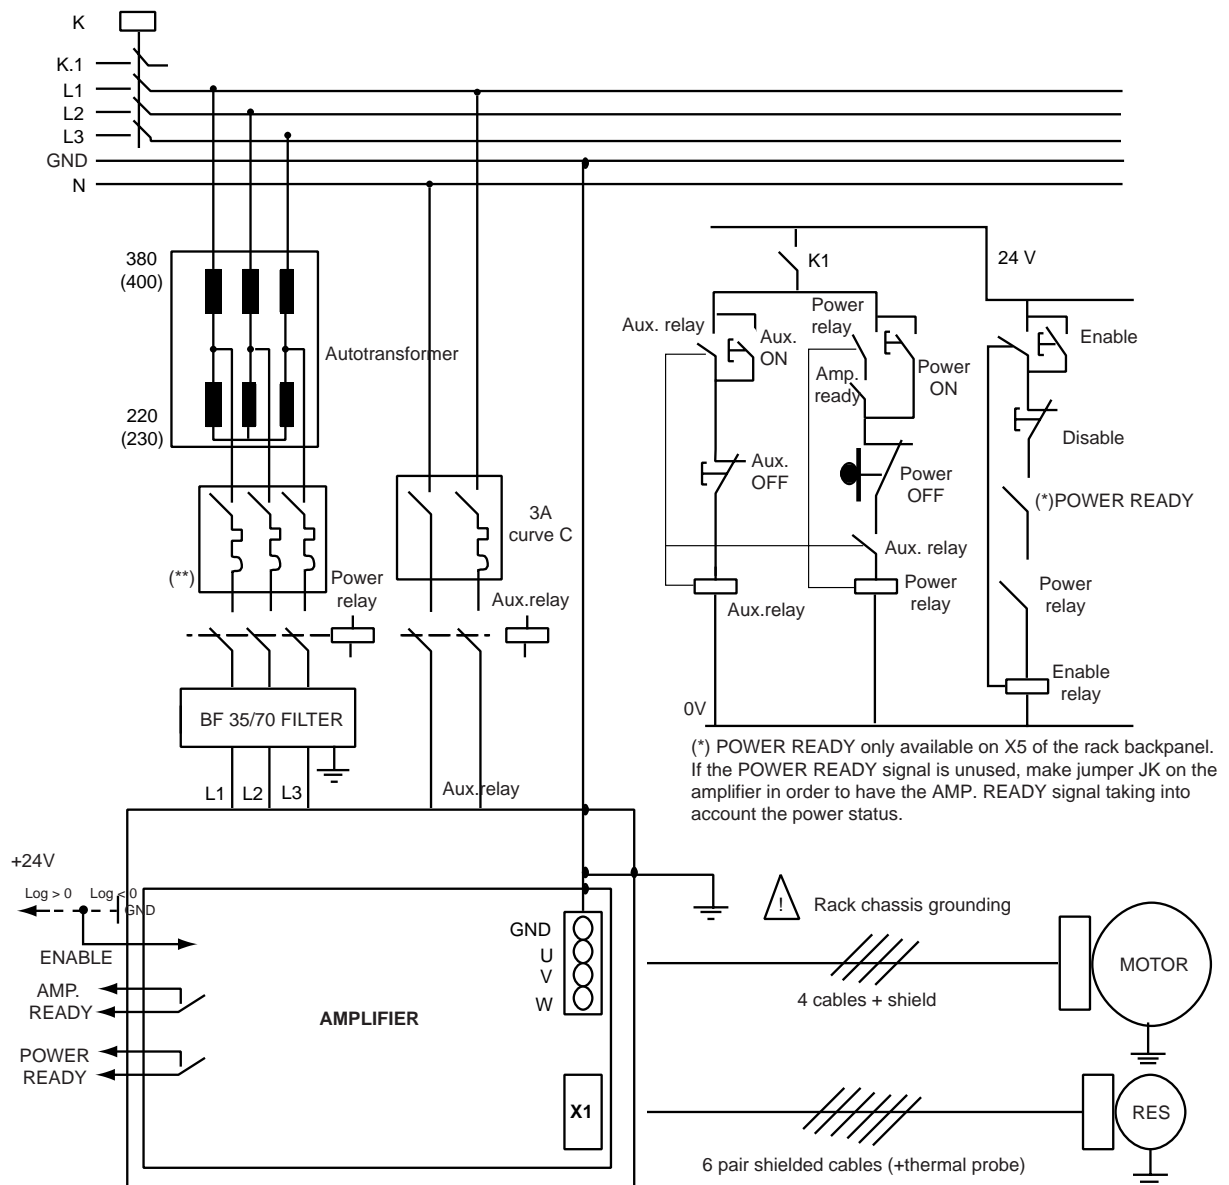 K
K.1
L1
L2
L3
GND
N
380
(400)
Autotransformer
220
(230)
3A
curve C
(**)
Power
relay
Aux.relay
BF 35/70 FILTER
L1 L2 L3
Aux.relay
K1
24 V
Aux. relay
Aux.
ON
Power
relay
Amp.
ready
Power
ON
Enable
Disable
Aux.
OFF
Power
OFF
(*)POWER READY
Aux. relay
Aux.relay
Power
relay
Power
relay
Enable
relay
0V
(*) POWER READY only available on X5 of the rack backpanel.
If the POWER READY signal is unused, make jumper JK on the
amplifier in order to have the AMP. READY signal taking into
account the power status.
+24V
Log > 0 Log < 0
GND
ENABLE
AMP.
READY
POWER
READY
AMPLIFIER
GND
U
V
W
X1
!
Rack chassis grounding
4 cables + shield
MOTOR
6 pair shielded cables (+thermal probe)
RES